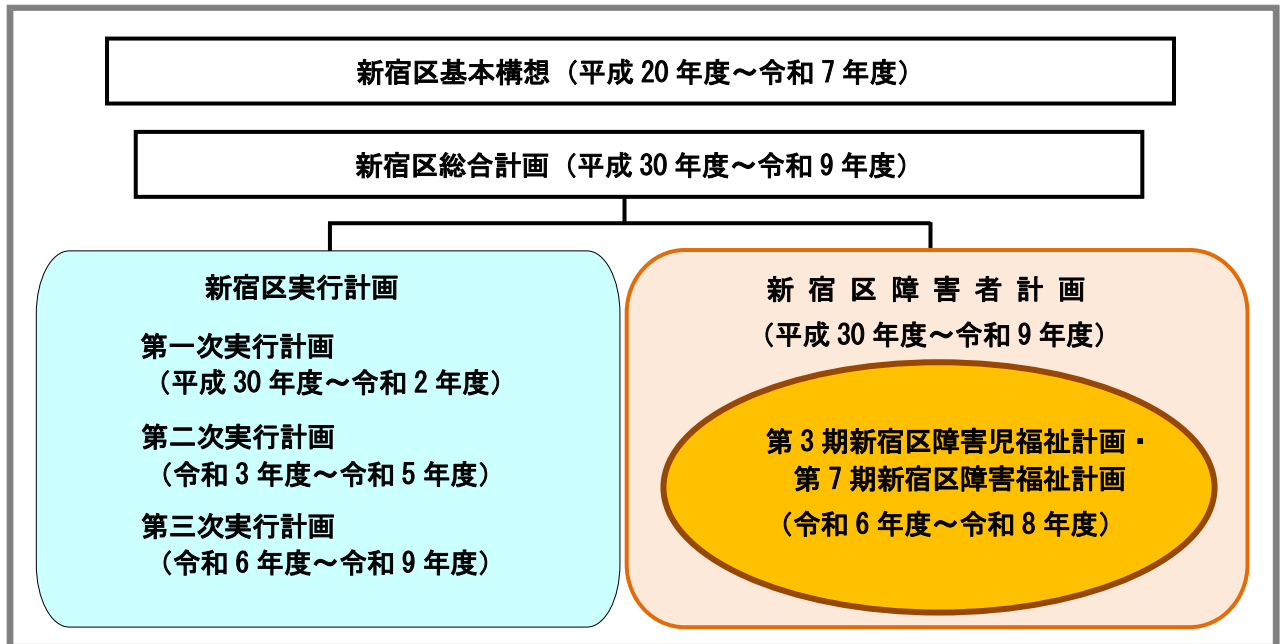 新宿区基本構想（平成 20 年度～令和 7 年度）
新宿区総合計画（平成 30 年度～令和 9 年度）
新宿区実行計画
第一次実行計画
（平成 30 年度～令和 2 年度）
第二次実行計画
（令和 3 年度～令和 5 年度）
第三次実行計画
（令和 6 年度～令和 9 年度）
新 宿 区 障 害 者 計 画
（平成 30 年度～令和 9 年度）
第 3 期新宿区障害児福祉計画・
第 7 期新宿区障害福祉計画
（令和 6 年度～令和 8 年度）